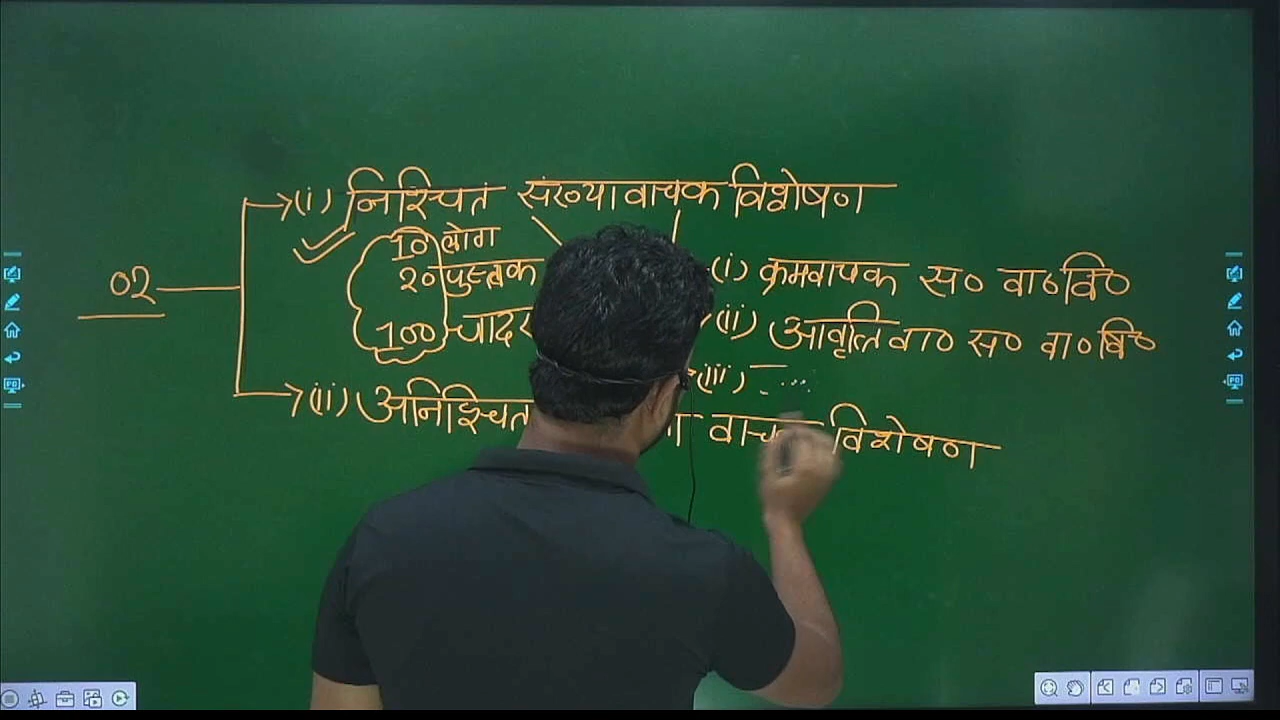 (i) निश्चित संख्यावाचक विशेषण
10 लोग
20 पुस्तक
100 चादर
02
(i) क्रमवाचक स० वा० वि०
(ii) आवृत्ति वा० स० वा० वि०
(iii) ....
(ii) अनिश्चित वाचक विशेषण